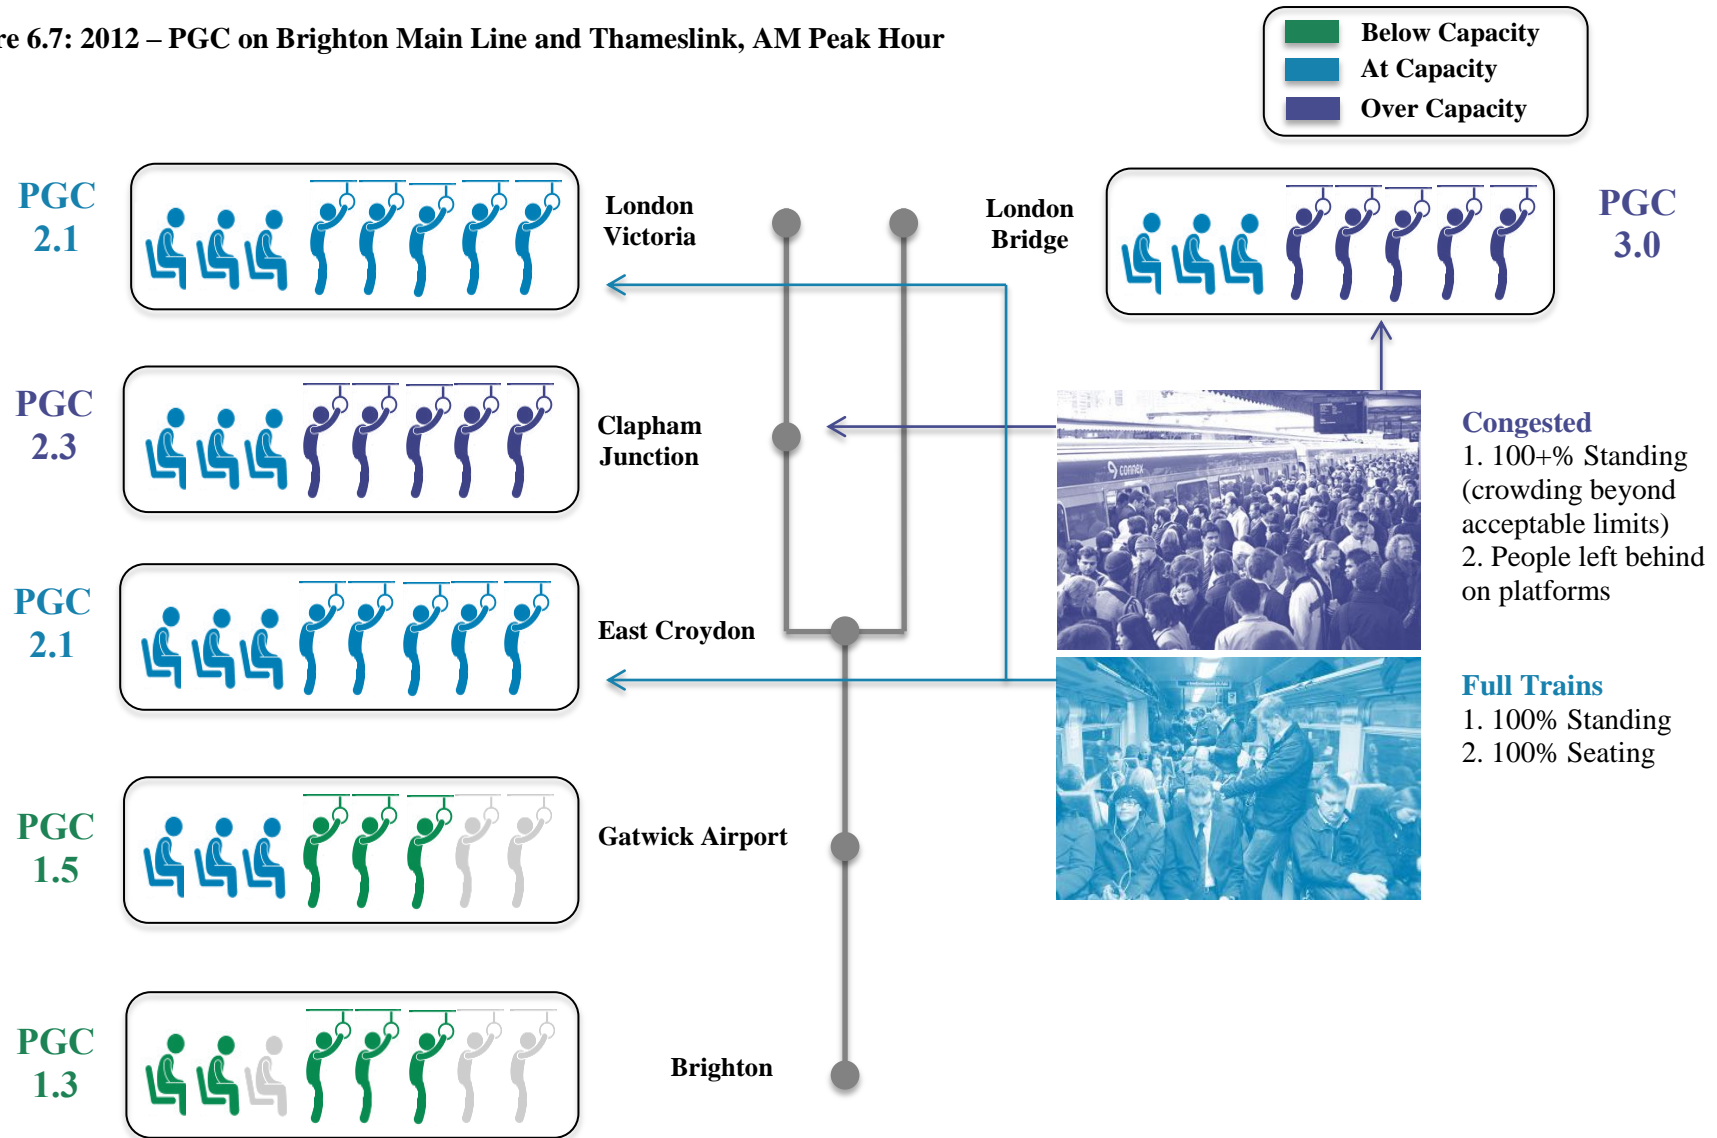 re 6.7: 2012 – PGC on Brighton Main Line and Thameslink, AM Peak Hour
Below Capacity
At Capacity
Over Capacity
PGC
2.1
London
Victoria
London
Bridge
PGC
3.0
PGC
2.3
Clapham
Junction
connex
Congested
1. 100+% Standing
(crowding beyond
acceptable limits)
2. People left behind
on platforms
PGC
2.1
East Croydon
Full Trains
1. 100% Standing
2. 100% Seating
PGC
1.5
Gatwick Airport
PGC
1.3
Brighton